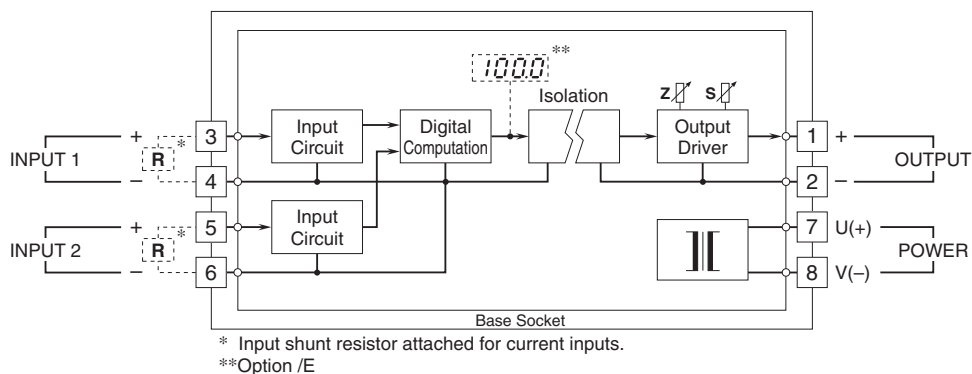 100.0 **
Isolation
Z S
INPUT 1 + R * − 3 4
Input Circuit
Digital Computation
Output Driver
1 + 2 − OUTPUT
INPUT 2 + R * − 5 6
Input Circuit
7 U(+) 8 V(−) POWER
Base Socket
* Input shunt resistor attached for current inputs.
**Option /E